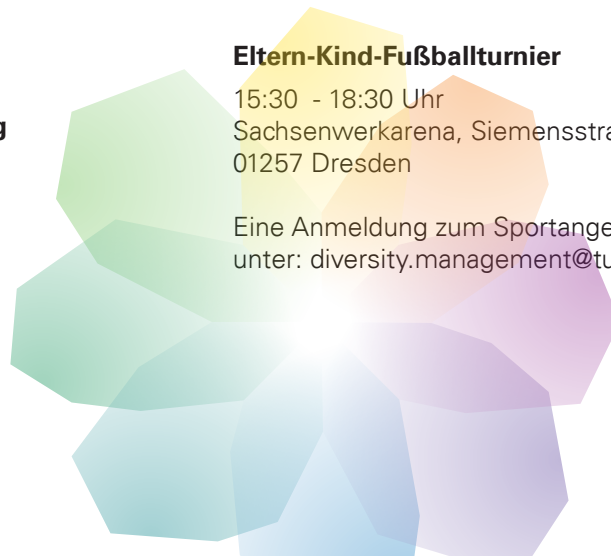 Eltern-Kind-Fußballturnier
15:30 - 18:30 Uhr
g
Sachsenwerkarena, Siemensstra
01257 Dresden
Eine Anmeldung zum Sportange
unter: diversity.management@tu